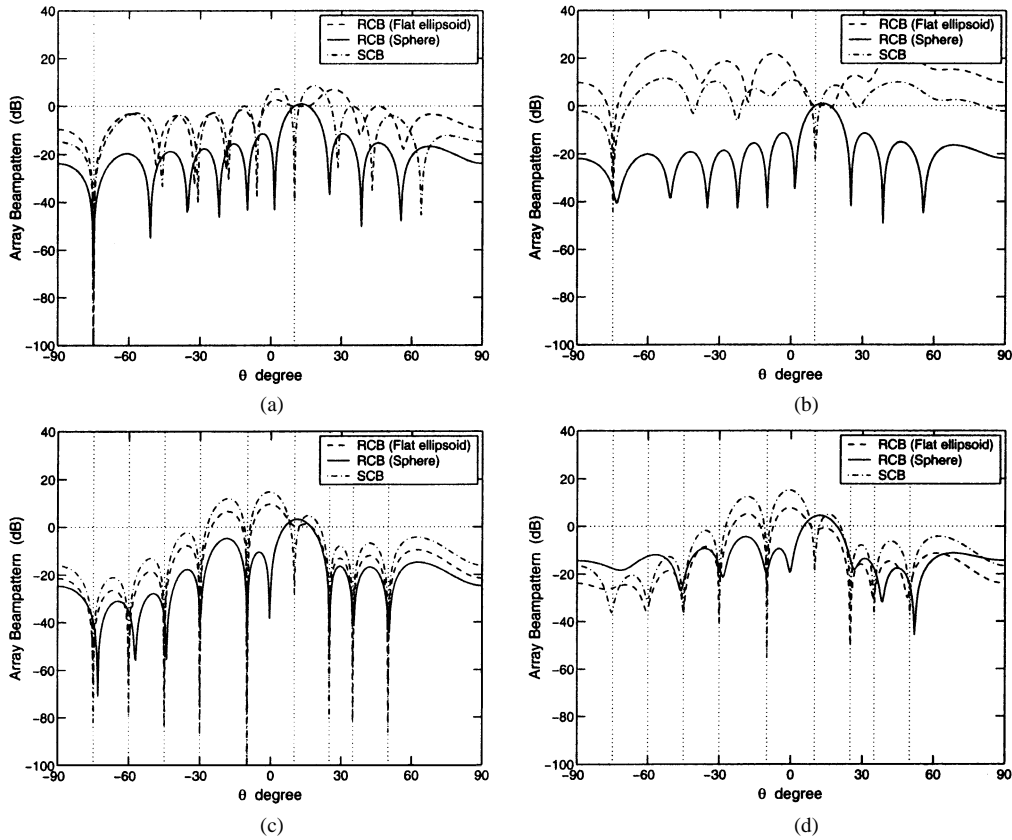 40
20
0
−20
−40
−60
−80
−100
Array Beampattern (dB)
RCB (Flat ellipsoid)
RCB (Sphere)
SCB
−90 −60 −30 0 30 60 90
θ degree
(a)
40
20
0
−20
−40
−60
−80
−100
Array Beampattern (dB)
RCB (Flat ellipsoid)
RCB (Sphere)
SCB
−90 −60 −30 0 30 60 90
θ degree
(b)
40
20
0
−20
−40
−60
−80
−100
Array Beampattern (dB)
RCB (Flat ellipsoid)
RCB (Sphere)
SCB
−90 −60 −30 0 30 60 90
θ degree
(c)
40
20
0
−20
−40
−60
−80
−100
Array Beampattern (dB)
RCB (Flat ellipsoid)
RCB (Sphere)
SCB
−90 −60 −30 0 30 60 90
θ degree
(d)